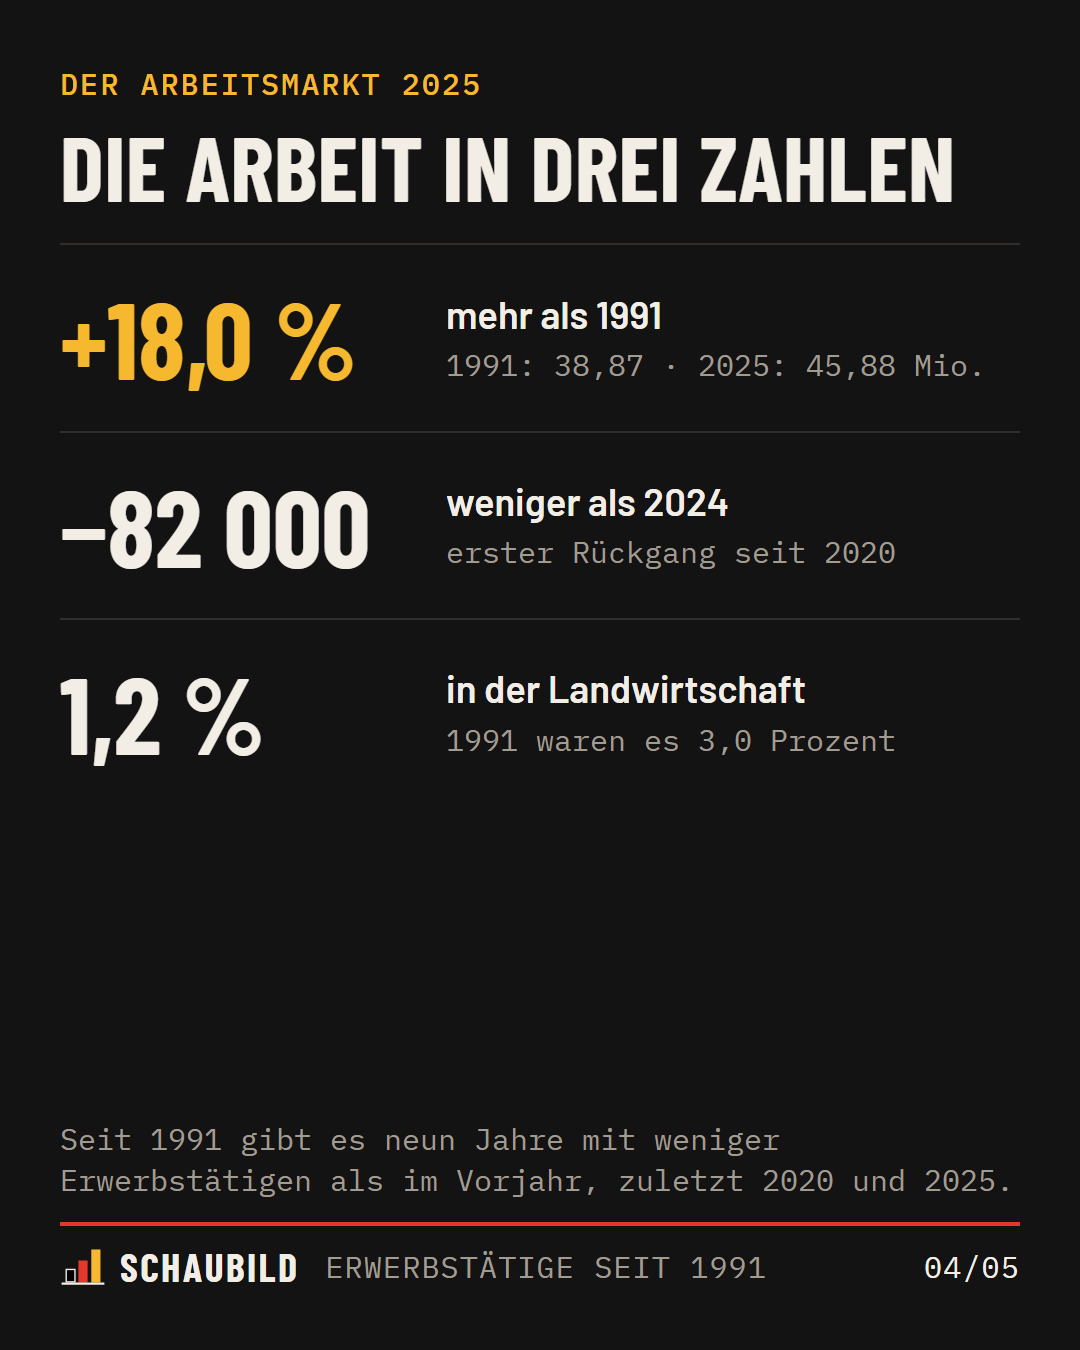 DER ARBEITSMARKT 2025
DIE ARBEIT IN DREI ZAHLEN
+18,0 %
mehr als 1991
1991: 38,87 · 2025: 45,88 Mio.
–82 000
weniger als 2024
erster Rückgang seit 2020
1,2 %
in der Landwirtschaft
1991 waren es 3,0 Prozent
Seit 1991 gibt es neun Jahre mit weniger
Erwerbstätigen als im Vorjahr, zuletzt 2020 und 2025.
SCHAUBILD ERWERBSTÄTIGE SEIT 1991 04/05